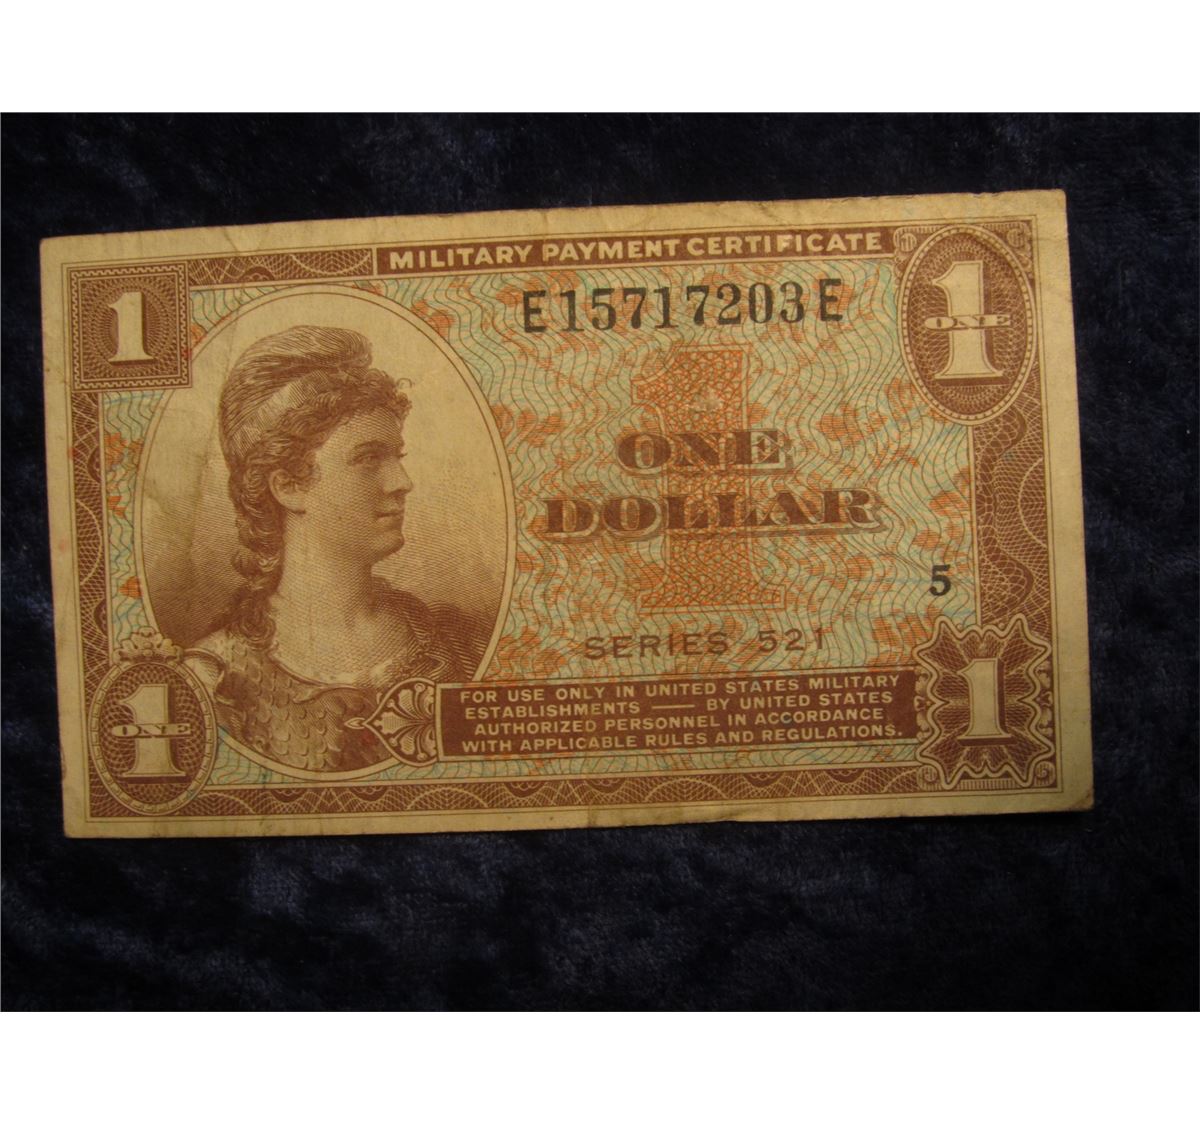 MILITARY PAYMENT CERTIFICATE
1
E15717203E
1
ONE
ONE
DOLLAR
1
5
SERIES 521
FOR USE ONLY IN UNITED STATES MILITARY
ESTABLISHMENTS — BY UNITED STATES
AUTHORIZED PERSONNEL IN ACCORDANCE
WITH APPLICABLE RULES AND REGULATIONS.
1
ONE
1